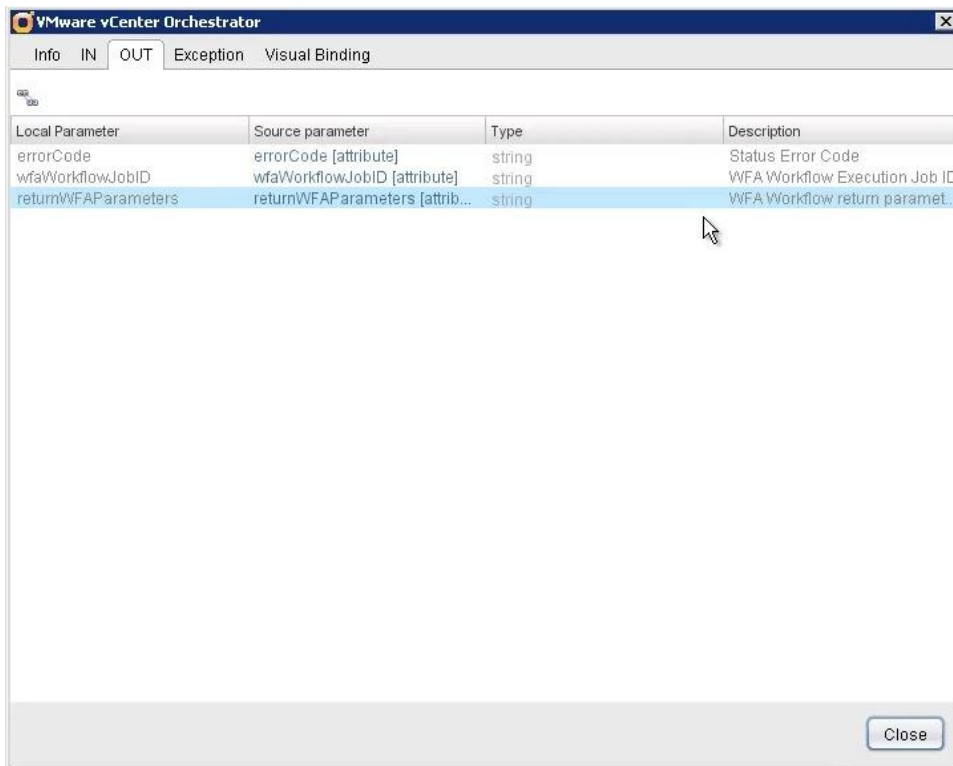 VMware vCenter Orchestrator
Info IN OUT Exception Visual Binding
Local Parameter Source parameter Type Description
errorCode errorCode [attribute] string Status Error Code
wfaWorkflowJobID wfaWorkflowJobID [attribute] string WFA Workflow Execution Job ID
returnWFAParameters returnWFAParameters [attrib... string WFA Workflow return paramet...
Close